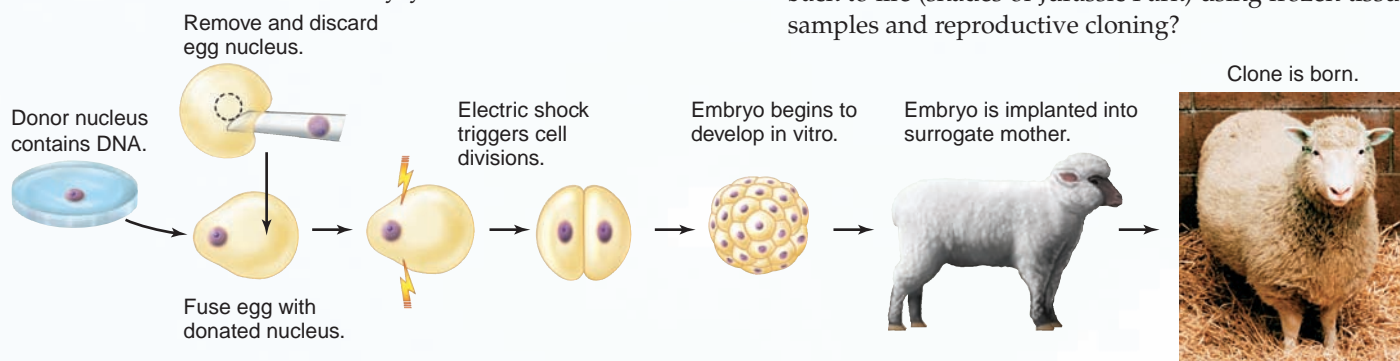 samples and reproductive cloning?
Remove and discard
egg nucleus.
Donor nucleus
contains DNA.
Fuse egg with
donated nucleus.
Electric shock
triggers cell
divisions.
Embryo begins to
develop in vitro.
Embryo is implanted into
surrogate mother.
Clone is born.